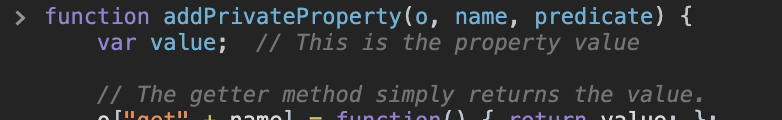 > function addPrivateProperty(o, name, predicate) {
var value;  // This is the property value
// The getter method simply returns the value.
o["get" + name] = function() { return value; };